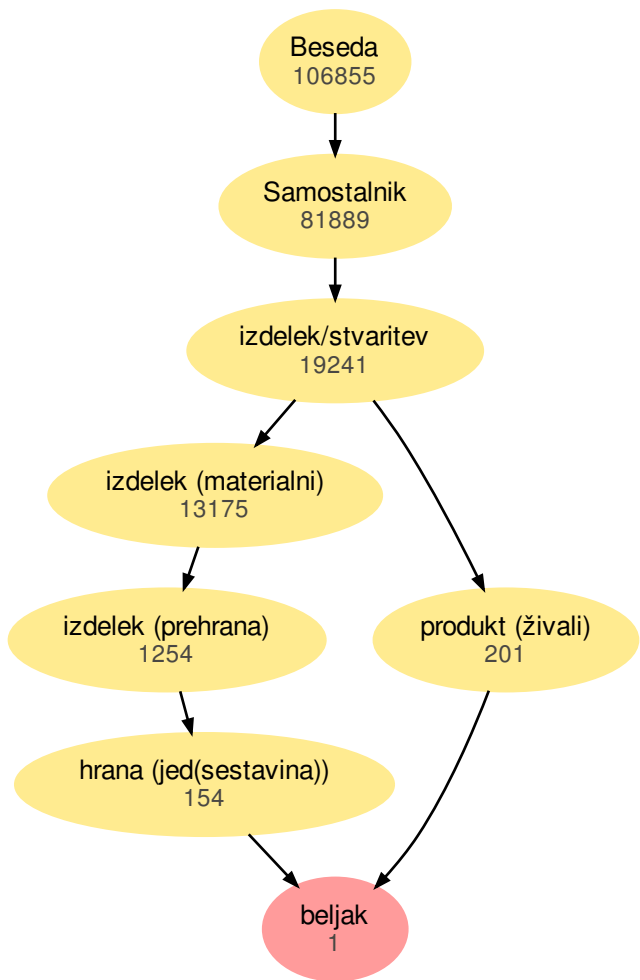 Beseda
106855
Samostalnik
81889
izdelek/stvaritev
19241
izdelek (materialni)
13175
izdelek (prehrana)
1254
produkt (živali)
201
hrana (jed(sestavina))
154
beljak
1